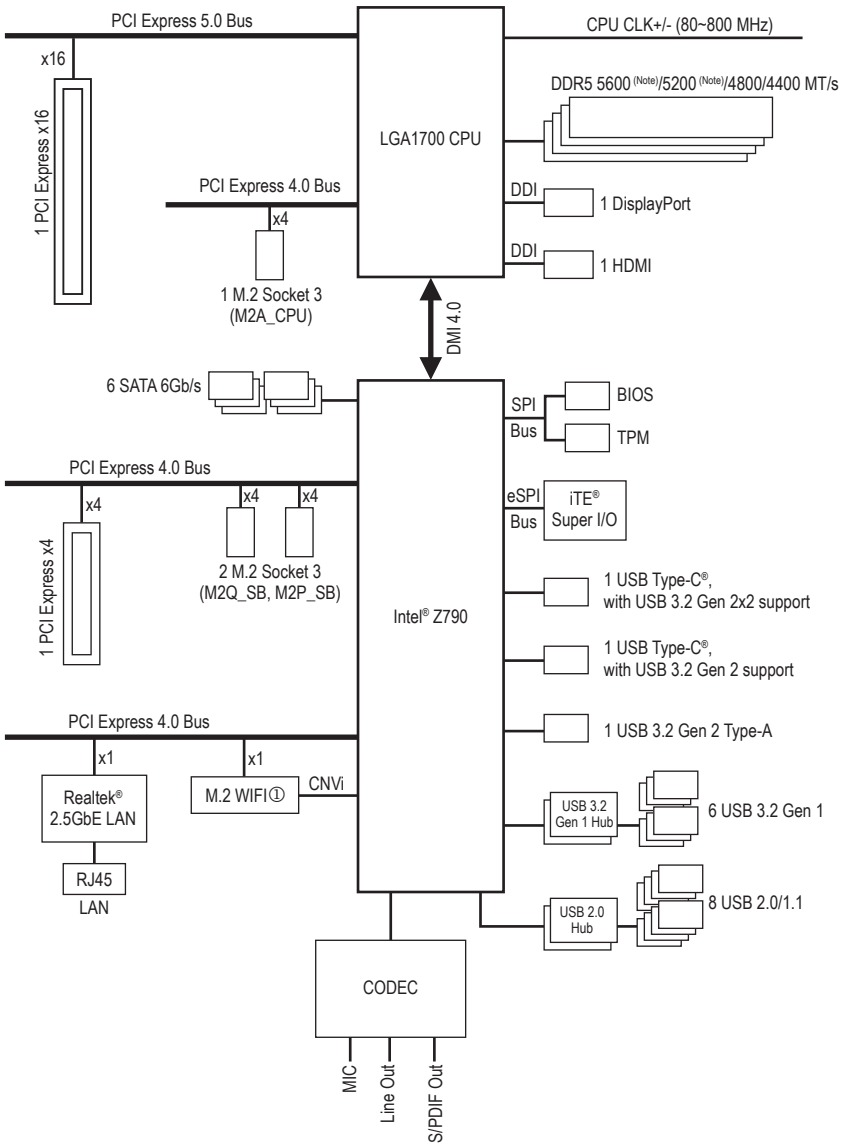 PCI Express 5.0 Bus
CPU CLK+/- (80~800 MHz)
x16
DDR5 5600 (Note)/5200 (Note)/4800/4400 MT/s
1 PCI Express x16
LGA1700 CPU
PCI Express 4.0 Bus
x4
1 M.2 Socket 3
(M2A_CPU)
DDI
1 DisplayPort
DDI
1 HDMI
DMI 4.0
6 SATA 6Gb/s
SPI
Bus
BIOS
TPM
PCI Express 4.0 Bus
x4
x4
x4
1 PCI Express x4
2 M.2 Socket 3
(M2Q_SB, M2P_SB)
eSPI
Bus
iTE®
Super I/O
Intel® Z790
1 USB Type-C®,
with USB 3.2 Gen 2x2 support
1 USB Type-C®,
with USB 3.2 Gen 2 support
PCI Express 4.0 Bus
1 USB 3.2 Gen 2 Type-A
x1
x1
Realtek®
2.5GbE LAN
M.2 WIFI①
CNVi
USB 3.2
Gen 1 Hub
6 USB 3.2 Gen 1
RJ45
LAN
USB 2.0
Hub
8 USB 2.0/1.1
CODEC
MIC
Line Out
S/PDIF Out